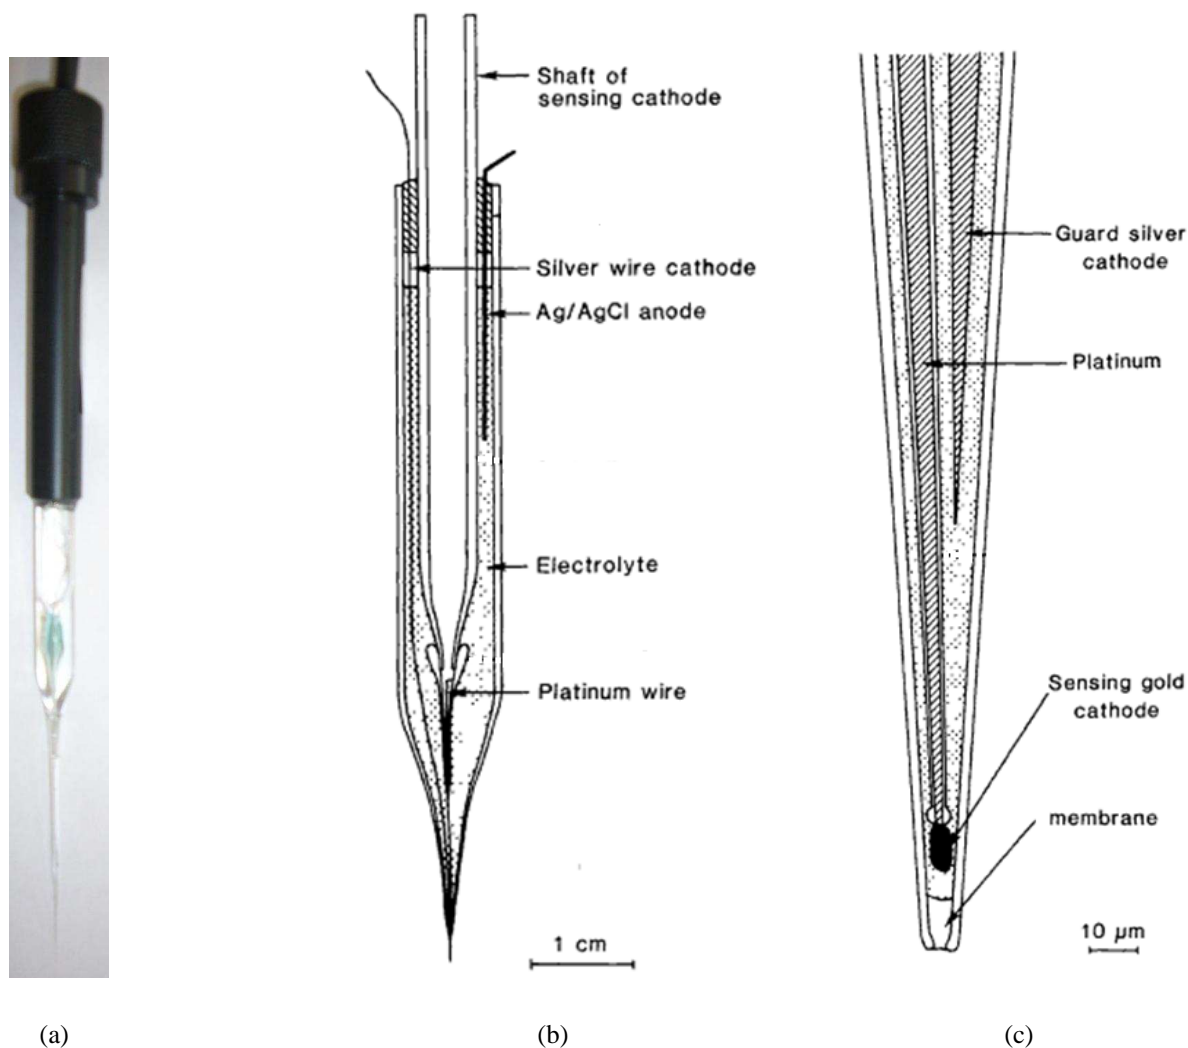 Shaft of
sensing cathode
Silver wire cathode
Ag/AgCl anode
Electrolyte
Platinum wire
1 cm
Guard silver
cathode
Platinum
Sensing gold
cathode
membrane
10 µm
(a)
(b)
(c)